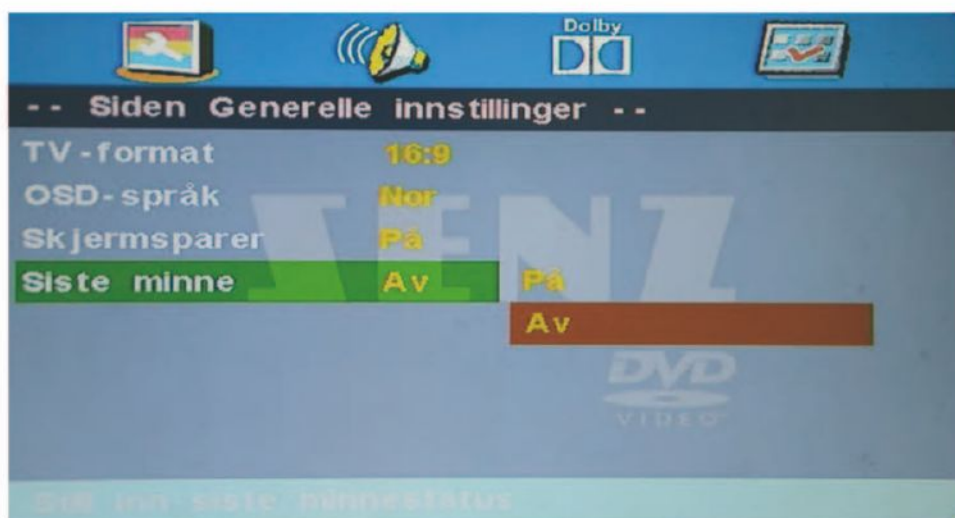 Dolby
-- Siden Generelle innstillinger --
TV-format 16:9
OSD-språk Nor
Skjermsparer På
Siste minne Av På
Av
SENZ
DVD
VIDEO
Still inn siste minnestatus